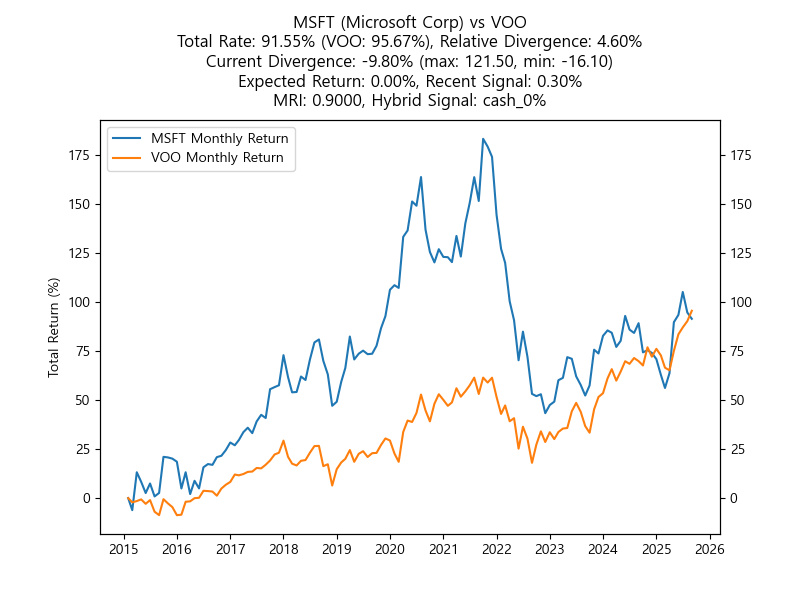 MSFT (Microsoft Corp) vs VOO
Total Rate: 91.55% (VOO: 95.67%), Relative Divergence: 4.60%
Current Divergence: -9.80% (max: 121.50, min: -16.10)
Expected Return: 0.00%, Recent Signal: 0.30%
MRI: 0.9000, Hybrid Signal: cash_0%
MSFT Monthly Return
VOO Monthly Return
Total Return (%)
175
150
125
100
75
50
25
0
175
150
125
100
75
50
25
0
2015 2016 2017 2018 2019 2020 2021 2022 2023 2024 2025 2026